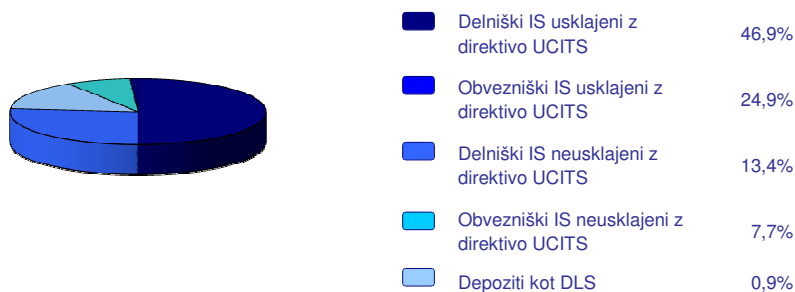 Delniški IS usklajeni z
direktivo UCITS
46,9%
Obvezniški IS usklajeni z
direktivo UCITS
24,9%
Delniški IS neusklajeni z
direktivo UCITS
13,4%
Obvezniški IS neusklajeni z
direktivo UCITS
7,7%
Depoziti kot DLS
0,9%